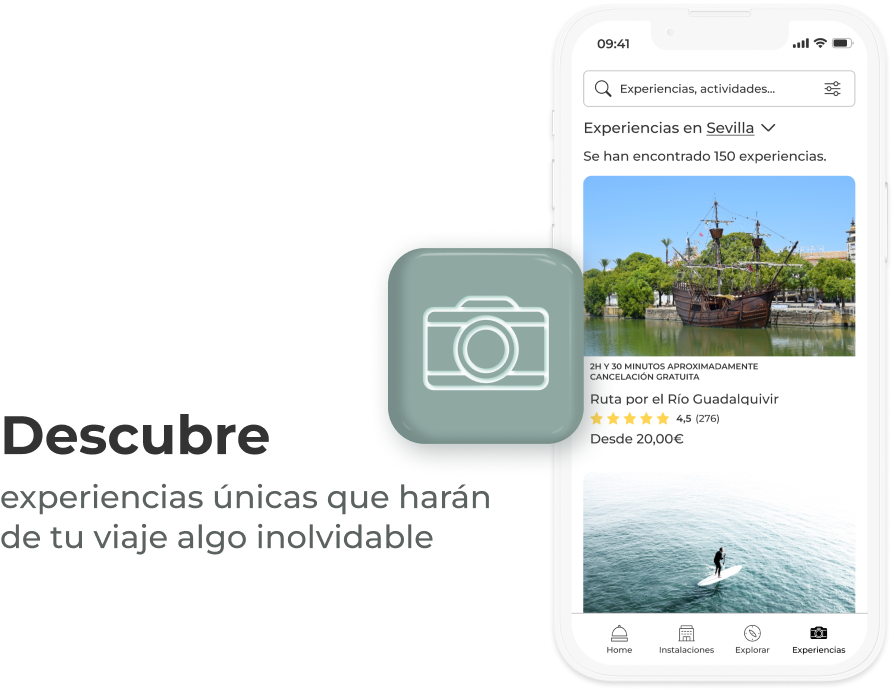 Descubre
experiencias únicas que harán
de tu viaje algo inolvidable
09:41
Experiencias, actividades...
Experiencias en Sevilla
Se han encontrado 150 experiencias.
2H Y 30 MINUTOS APROXIMADAMENTE
CANCELACIÓN GRATUITA
Ruta por el Río Guadalquivir
4,5 (276)
Desde 20,00€
Home
Instalaciones
Explorar
Experiencias